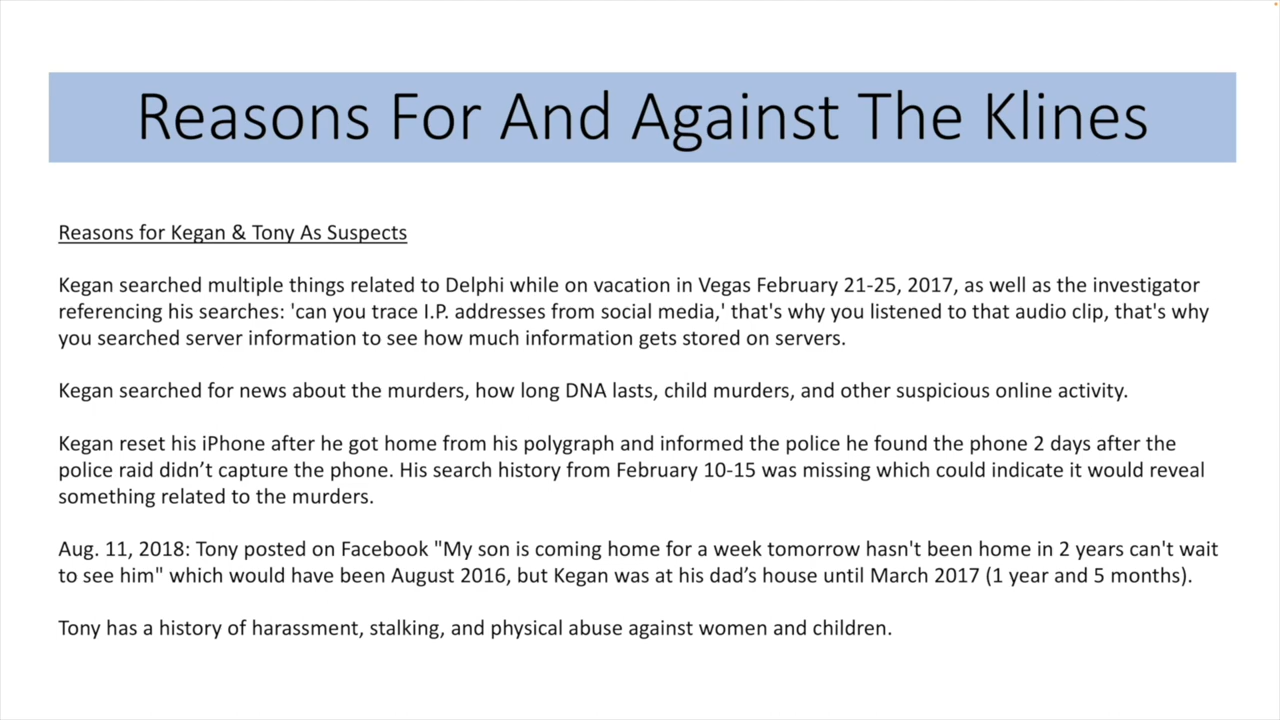 Reasons For And Against The Klines
Reasons for Kegan & Tony As Suspects
Kegan searched multiple things related to Delphi while on vacation in Vegas February 21-25, 2017, as well as the investigator
referencing his searches: 'can you trace I.P. addresses from social media,' that's why you listened to that audio clip, that's why
you searched server information to see how much information gets stored on servers.
Kegan searched for news about the murders, how long DNA lasts, child murders, and other suspicious online activity.
Kegan reset his iPhone after he got home from his polygraph and informed the police he found the phone 2 days after the
police raid didn’t capture the phone. His search history from February 10-15 was missing which could indicate it would reveal
something related to the murders.
Aug. 11, 2018: Tony posted on Facebook "My son is coming home for a week tomorrow hasn't been home in 2 years can't wait
to see him" which would have been August 2016, but Kegan was at his dad’s house until March 2017 (1 year and 5 months).
Tony has a history of harassment, stalking, and physical abuse against women and children.